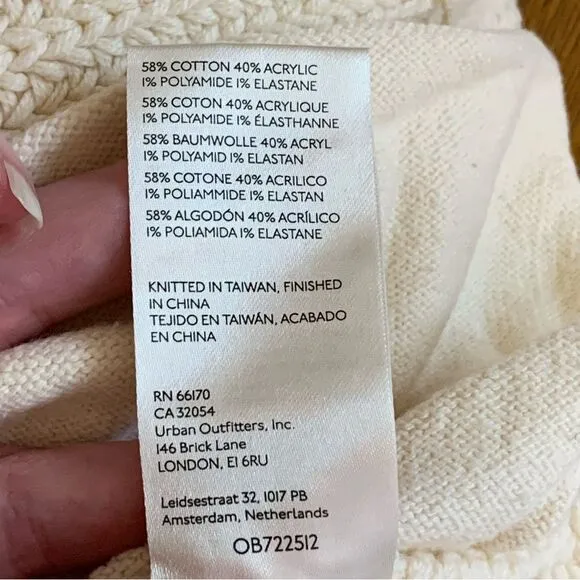 58% COTTON 40% ACRYLIC
1% POLYAMIDE 1% ELASTANE
58% COTON 40% ACRYLIQUE
1% POLYAMIDE 1% ÉLASTHANNE
58% BAUMWOLLE 40% ACRYL
1% POLYAMID 1% ELASTAN
58% COTONE 40% ACRILICO
1% POLIAMMIDE 1% ELASTAN
58% ALGODÓN 40% ACRÍLICO
1% POLIAMIDA 1% ELASTANE
KNITTED IN TAIWAN, FINISHED
IN CHINA
TEJIDO EN TAIWÁN, ACABADO
EN CHINA
RN 66170
CA 32054
Urban Outfitters, Inc.
146 Brick Lane
LONDON, E1 6RU
Leidsestraat 32, 1017 PB
Amsterdam, Netherlands
OB722512